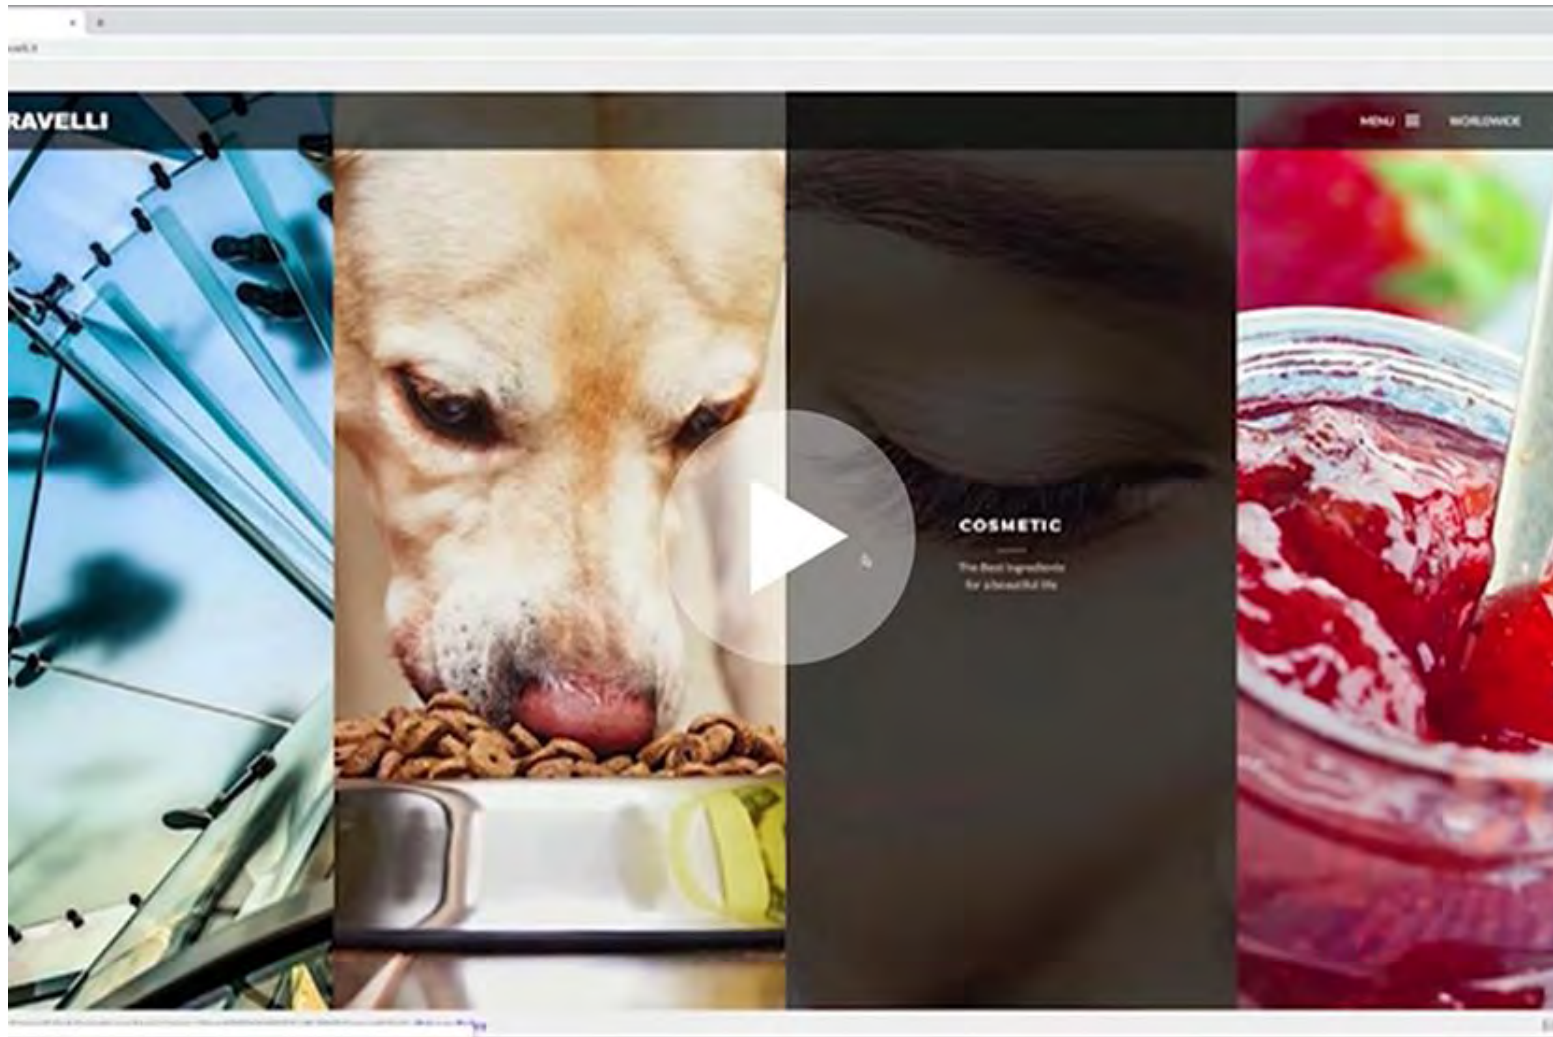 RAVELLI
MENU
WORLDWIDE
COSMETIC
The Best Ingredients
for a beautiful life